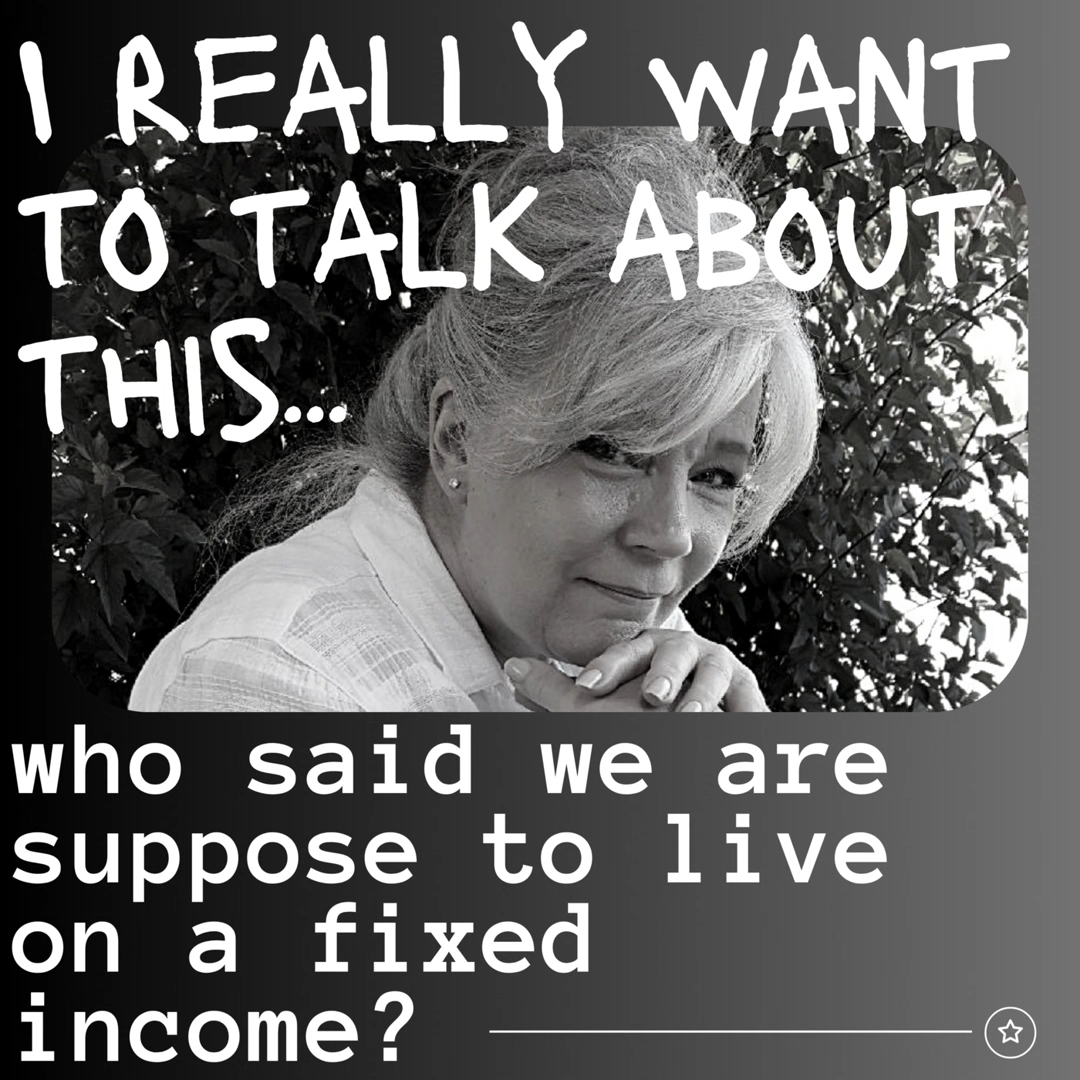 I REALLY WANT
TO TALK ABOUT
THIS...
who said we are
suppose to live
on a fixed
income?